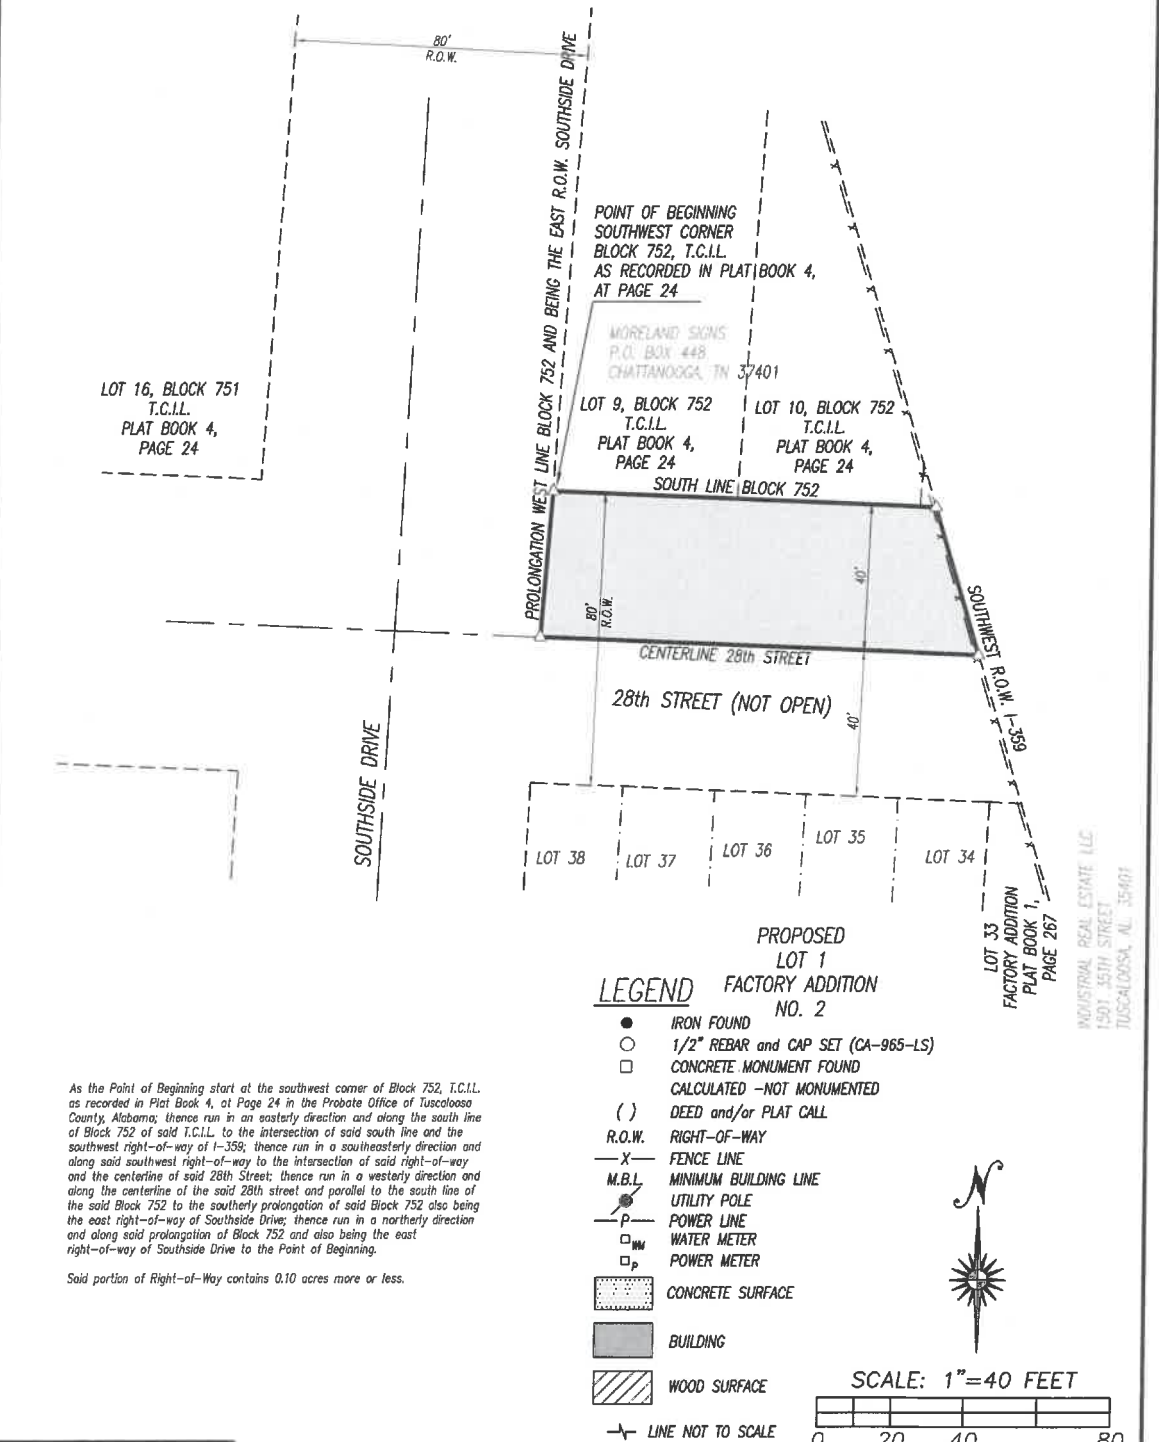 80'
R.O.W.
PROLONGATION WEST LINE BLOCK 752 AND BEING THE EAST R.O.W. SOUTHSIDE DRIVE
POINT OF BEGINNING
SOUTHWEST CORNER
BLOCK 752, T.C.I.L.
AS RECORDED IN PLAT BOOK 4,
AT PAGE 24
MORELAND SIGNS
P.O. BOX 448
CHATTANOOGA, TN 37401
LOT 16, BLOCK 751
T.C.I.L.
PLAT BOOK 4,
PAGE 24
LOT 9, BLOCK 752
T.C.I.L.
PLAT BOOK 4,
PAGE 24
LOT 10, BLOCK 752
T.C.I.L.
PLAT BOOK 4,
PAGE 24
SOUTH LINE BLOCK 752
80'
R.O.W.
40'
SOUTHWEST R.O.W. I-359
CENTERLINE 28th STREET
28th STREET (NOT OPEN)
40'
SOUTHSIDE DRIVE
LOT 38
LOT 37
LOT 36
LOT 35
LOT 34
LOT 33
FACTORY ADDITION
PLAT BOOK 1,
PAGE 267
INDUSTRIAL REAL ESTATE LLC
1501 35TH STREET
TUSCALOOSA, AL 35401
PROPOSED
LOT 1
FACTORY ADDITION
NO. 2
LEGEND
IRON FOUND
1/2" REBAR and CAP SET (CA-965-LS)
CONCRETE MONUMENT FOUND
CALCULATED -NOT MONUMENTED
( ) DEED and/or PLAT CALL
R.O.W. RIGHT-OF-WAY
X FENCE LINE
M.B.L. MINIMUM BUILDING LINE
UTILITY POLE
P POWER LINE
WM WATER METER
P POWER METER
CONCRETE SURFACE
BUILDING
WOOD SURFACE
LINE NOT TO SCALE
As the Point of Beginning start at the southwest corner of Block 752, T.C.I.L.
as recorded in Plat Book 4, at Page 24 in the Probate Office of Tuscaloosa
County, Alabama; thence run in an easterly direction and along the south line
of Block 752 of said T.C.I.L. to the intersection of said south line and the
southwest right-of-way of I-359; thence run in a southeasterly direction and
along said southwest right-of-way to the intersection of said right-of-way
and the centerline of said 28th Street; thence run in a westerly direction and
along the centerline of the said 28th street and parallel to the south line of
the said Block 752 to the southerly prolongation of said Block 752 also being
the east right-of-way of Southside Drive; thence run in a northerly direction
and along said prolongation of Block 752 and also being the east
right-of-way of Southside Drive to the Point of Beginning.
Said portion of Right-of-Way contains 0.10 acres more or less.
N
SCALE: 1"=40 FEET
0 20 40 80